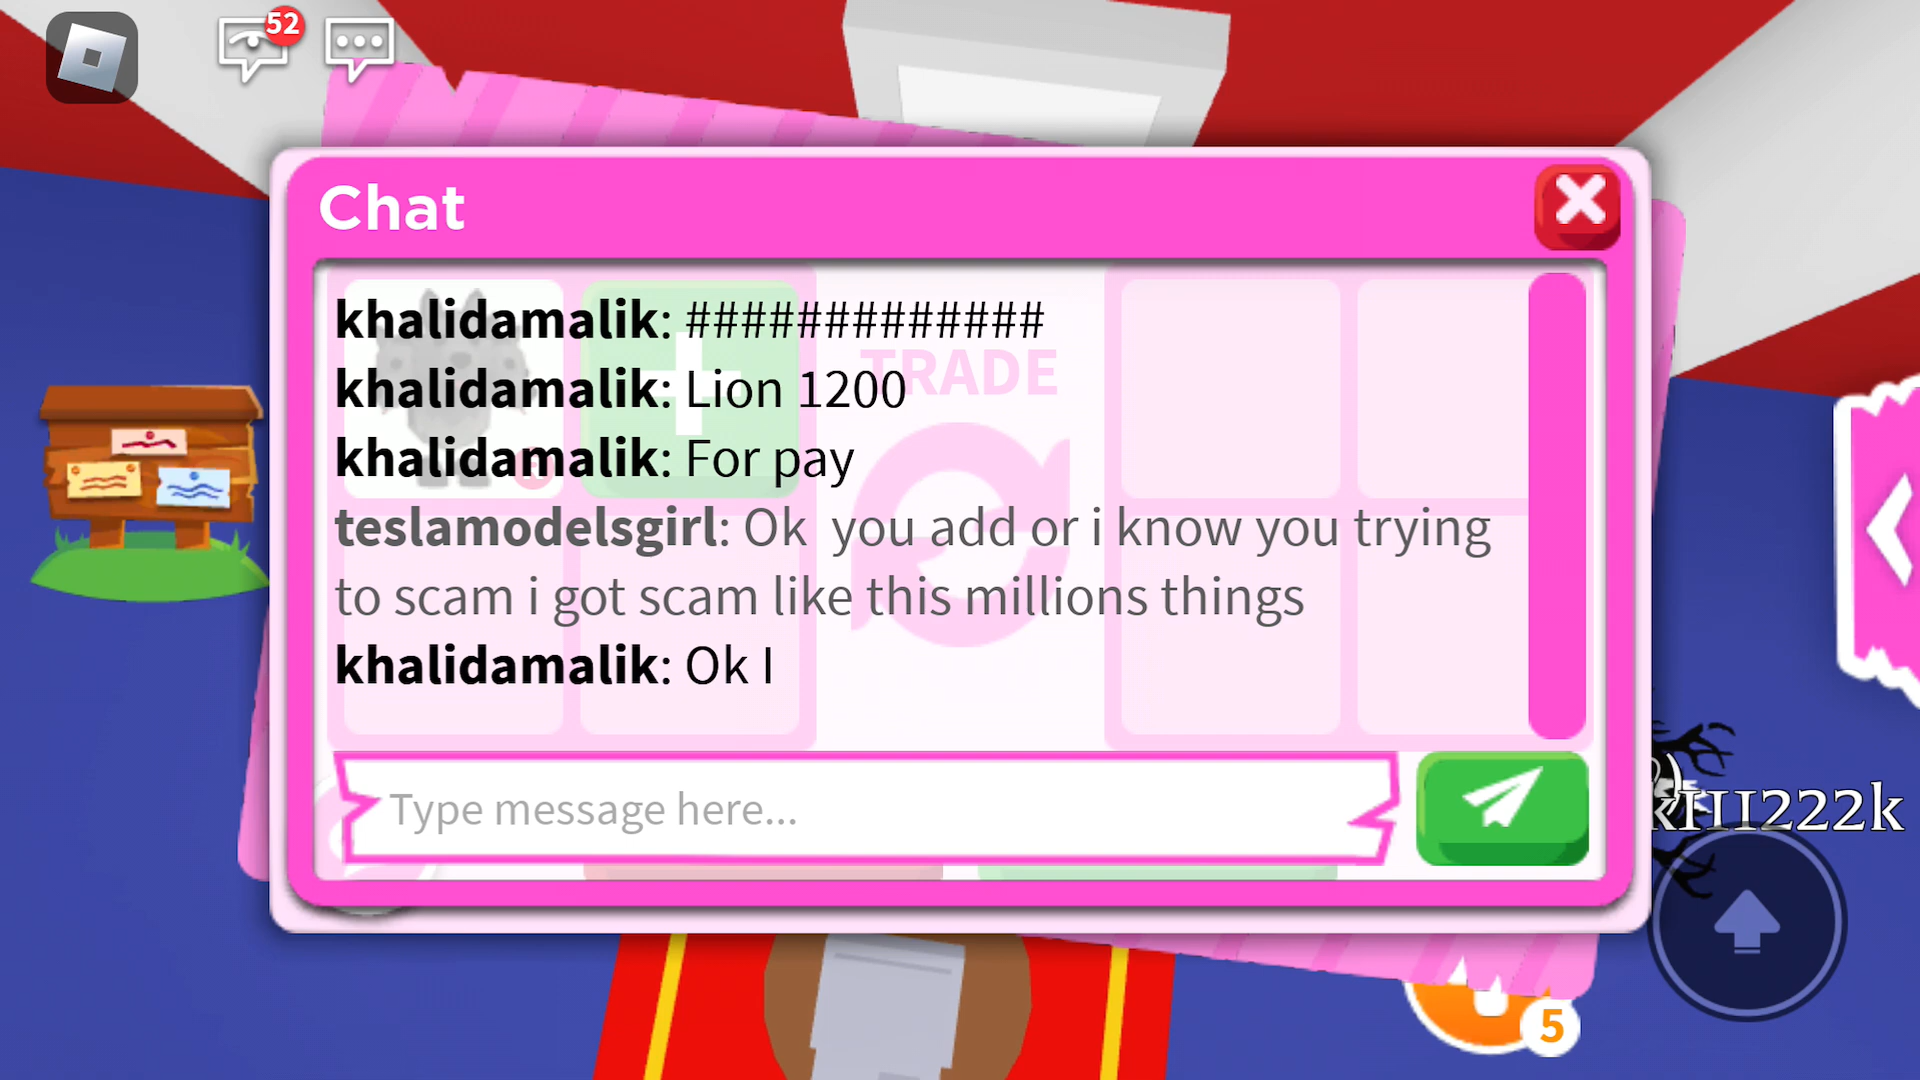 52
Chat
khalidamalik: #############
TRADE
khalidamalik: Lion 1200
khalidamalik: For pay
teslamodelsgirl: Ok  you add or i know you trying
to scam i got scam like this millions things
khalidamalik: Ok I
Type message here...
kIII222k
5